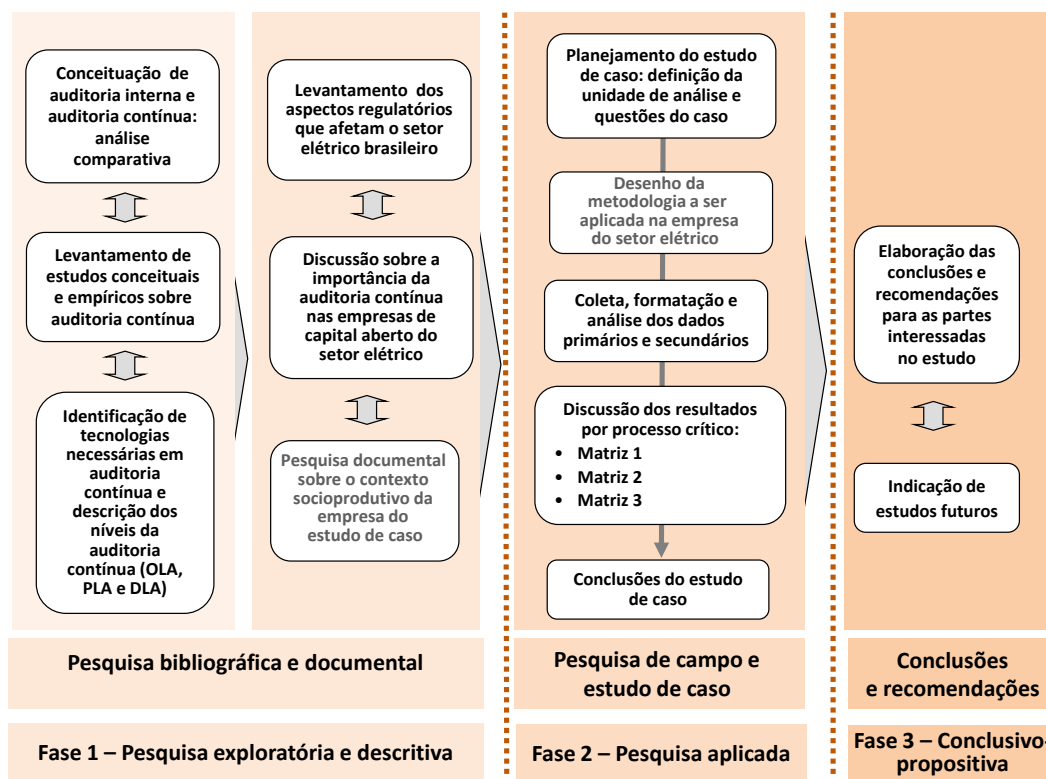 Conceituação de
auditoria interna e
auditoria contínua:
análise
comparativa
Levantamento de
estudos conceituais
e empíricos sobre
auditoria contínua
Identificação de
tecnologias
necessárias em
auditoria
contínua e
descrição dos
níveis da
auditoria
contínua (OLA,
PLA e DLA)
Levantamento dos
aspectos regulatórios
que afetam o setor
elétrico brasileiro
Discussão sobre a
importância da
auditoria contínua
nas empresas de
capital aberto do
setor elétrico
Pesquisa documental
sobre o contexto
socioprodutivo da
empresa do
estudo de caso
Planejamento do estudo
de caso: definição da
unidade de análise e
questões do caso
Desenho da
metodologia a ser
aplicada na empresa
do setor elétrico
Coleta, formatação e
análise dos dados
primários e secundários
Discussão dos resultados
por processo crítico:
• Matriz 1
• Matriz 2
• Matriz 3
Conclusões do estudo
de caso
Elaboração das
conclusões e
recomendações
para as partes
interessadas
no estudo
Indicação de
estudos futuros
Pesquisa bibliográfica e documental
Pesquisa de campo e
estudo de caso
Conclusões
e recomendações
Fase 1 – Pesquisa exploratória e descritiva
Fase 2 – Pesquisa aplicada
Fase 3 – Conclusivo-
propositiva